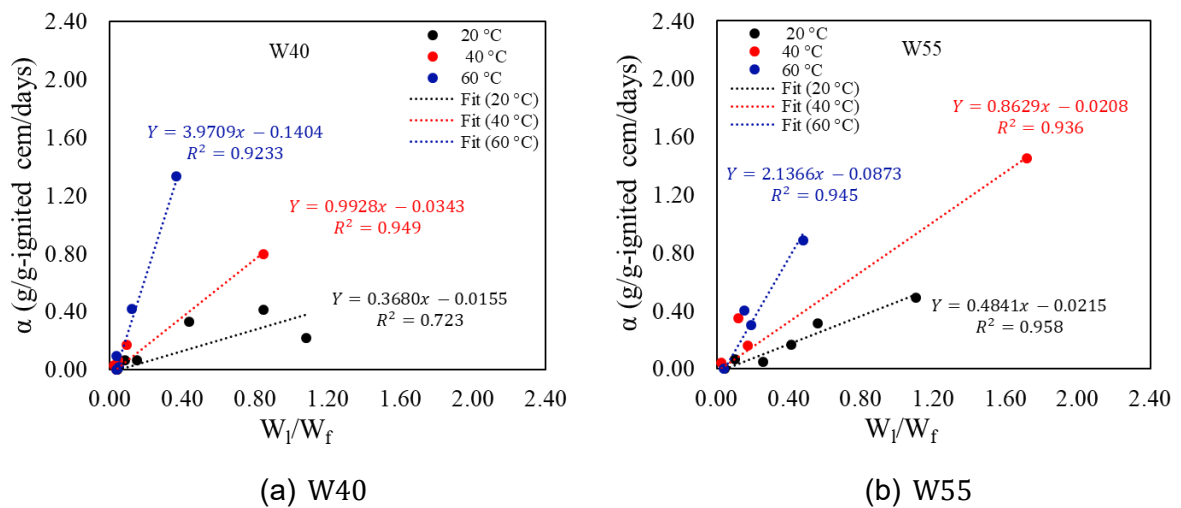 2.40
2.00
1.60
1.20
0.80
0.40
0.00
α (g/g-ignited cem/days)
W40
20 °C
40 °C
60 °C
Fit (20 °C)
Fit (40 °C)
Fit (60 °C)
Y = 3.9709x − 0.1404
R² = 0.9233
Y = 0.9928x − 0.0343
R² = 0.949
Y = 0.3680x − 0.0155
R² = 0.723
0.00 0.40 0.80 1.20 1.60 2.00 2.40
Wl/Wf
(a) W40
2.40
2.00
1.60
1.20
0.80
0.40
0.00
α (g/g-ignited cem/days)
W55
20 °C
40 °C
60 °C
Fit (20 °C)
Fit (40 °C)
Fit (60 °C)
Y = 0.8629x − 0.0208
R² = 0.936
Y = 2.1366x − 0.0873
R² = 0.945
Y = 0.4841x − 0.0215
R² = 0.958
0.00 0.40 0.80 1.20 1.60 2.00 2.40
Wl/Wf
(b) W55